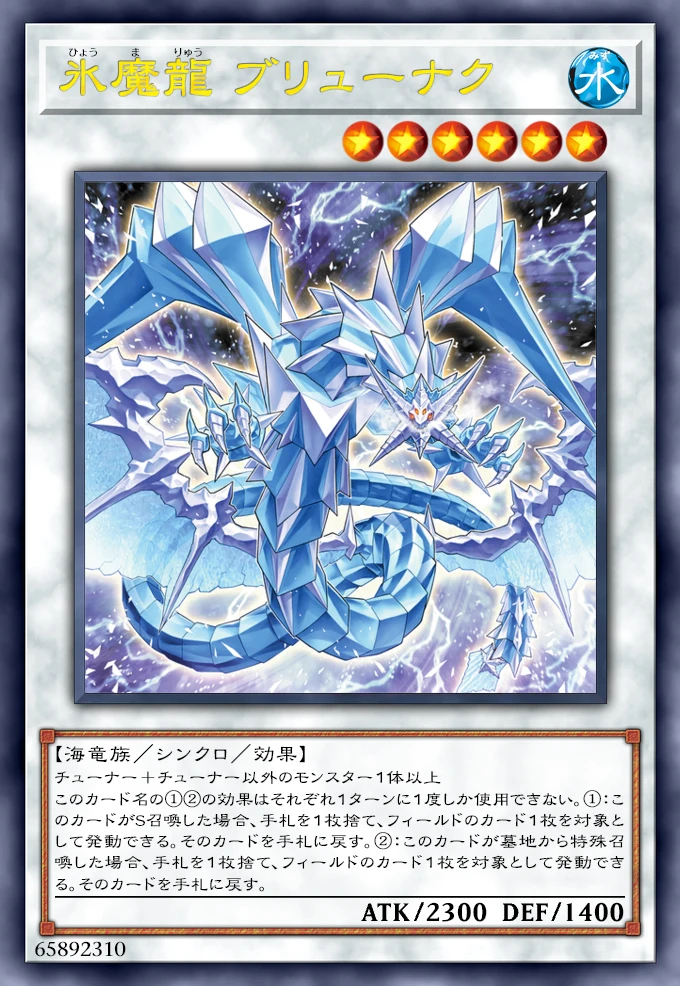 ひょう ま りゅう
氷魔龍 ブリューナク
みず
水
【海竜族／シンクロ／効果】
チューナー＋チューナー以外のモンスター1体以上
このカード名の①②の効果はそれぞれ1ターンに1度しか使用できない。①：こ
のカードがS召喚した場合、手札を1枚捨て、フィールドのカード1枚を対象と
して発動できる。そのカードを手札に戻す。②：このカードが墓地から特殊召
喚した場合、手札を1枚捨て、フィールドのカード1枚を対象として発動でき
る。そのカードを手札に戻す。
ATK/2300 DEF/1400
65892310